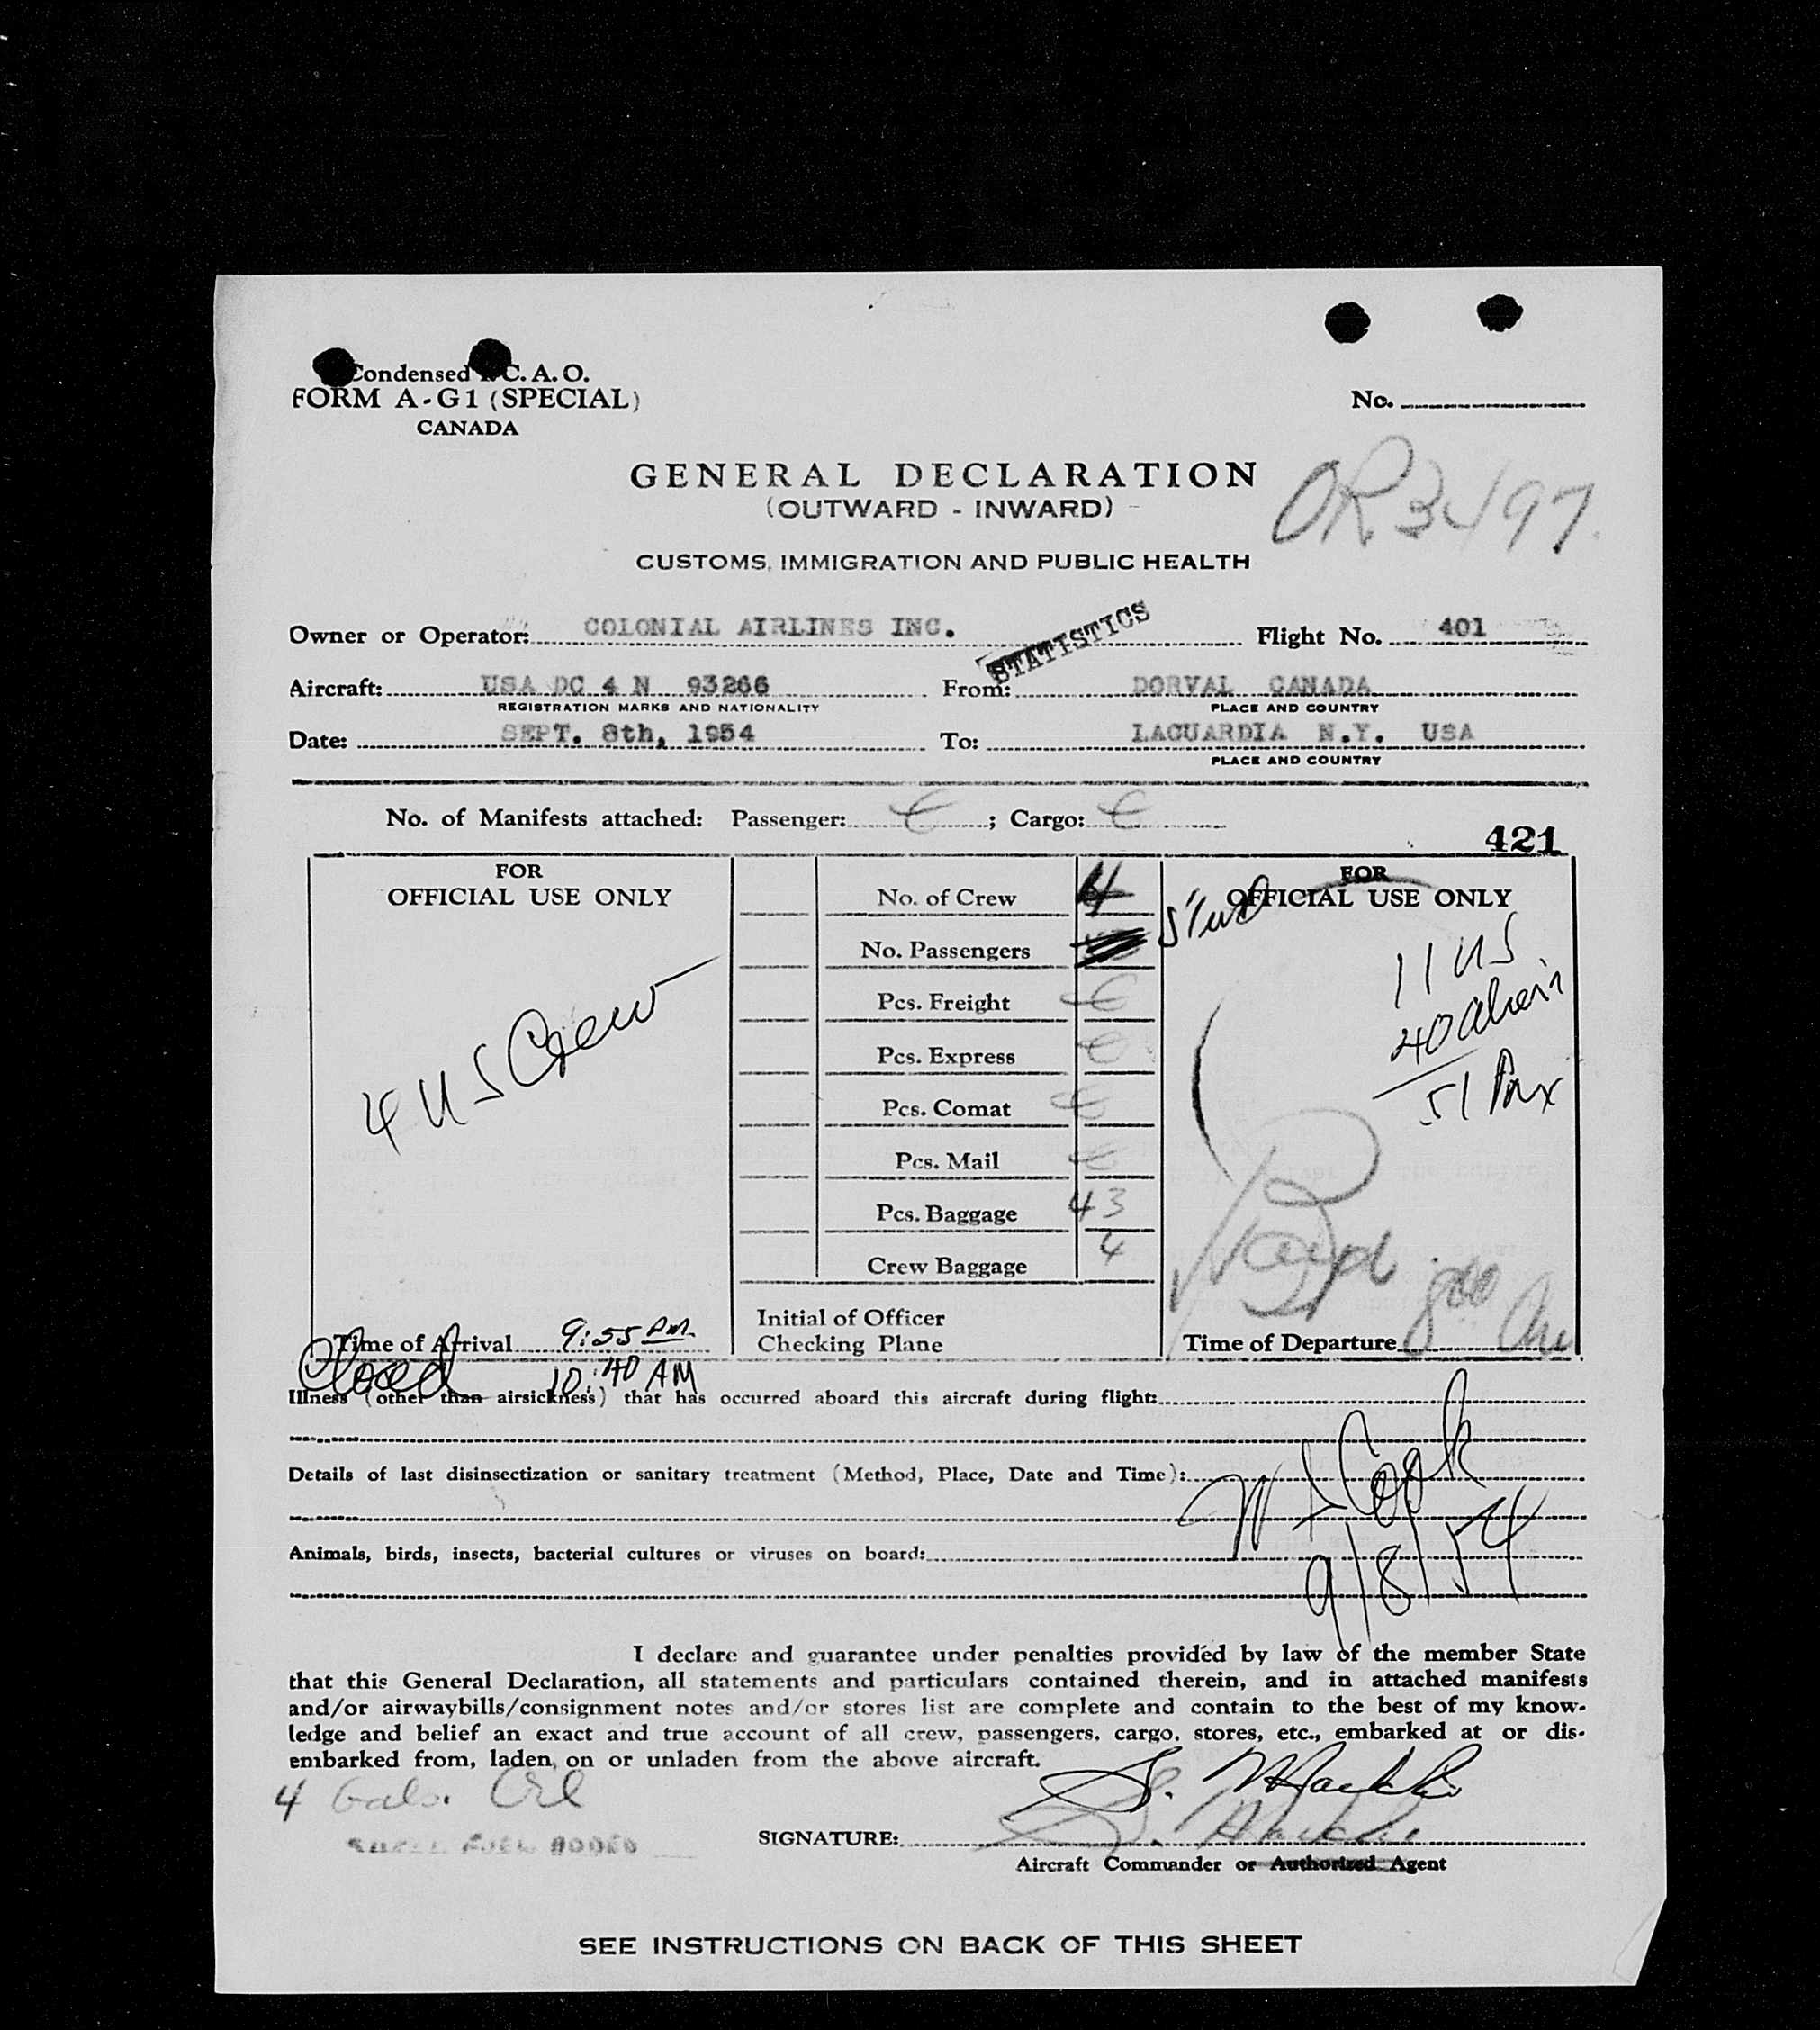 Condensed I.C.A.O.
FORM A-G1 (SPECIAL)
CANADA
No.
GENERAL DECLARATION
(OUTWARD - INWARD)
OR 3497
CUSTOMS, IMMIGRATION AND PUBLIC HEALTH
STATISTICS
Owner or Operator: COLONIAL AIRLINES INC. Flight No. 401
Aircraft: USA DC 4 N 93266 From: DORVAL CANADA
REGISTRATION MARKS AND NATIONALITY PLACE AND COUNTRY
Date: SEPT. 8th, 1954 To: LAGUARDIA N.Y. USA
PLACE AND COUNTRY
No. of Manifests attached: Passenger: ; Cargo:
421
FOR
OFFICIAL USE ONLY
4 US Crew
Time of Arrival 9:55 AM.
Closed 10:40 AM
No. of Crew 4
No. Passengers 51
Pcs. Freight
Pcs. Express
Pcs. Comat
Pcs. Mail
Pcs. Baggage 43
Crew Baggage 4
Initial of Officer
Checking Plane
FOR
OFFICIAL USE ONLY
11 US
40 alien
51 Pax
Time of Departure
Illness (other than airsickness) that has occurred aboard this aircraft during flight:
Details of last disinsectization or sanitary treatment (Method, Place, Date and Time):
Cook
9/8/54
Animals, birds, insects, bacterial cultures or viruses on board:
I declare and guarantee under penalties provided by law of the member State
that this General Declaration, all statements and particulars contained therein, and in attached manifests
and/or airwaybills/consignment notes and/or stores list are complete and contain to the best of my know-
ledge and belief an exact and true account of all crew, passengers, cargo, stores, etc., embarked at or dis-
embarked from, laden on or unladen from the above aircraft.
4 Gals. Oil
SIGNATURE:
Aircraft Commander or Authorized Agent
SEE INSTRUCTIONS ON BACK OF THIS SHEET